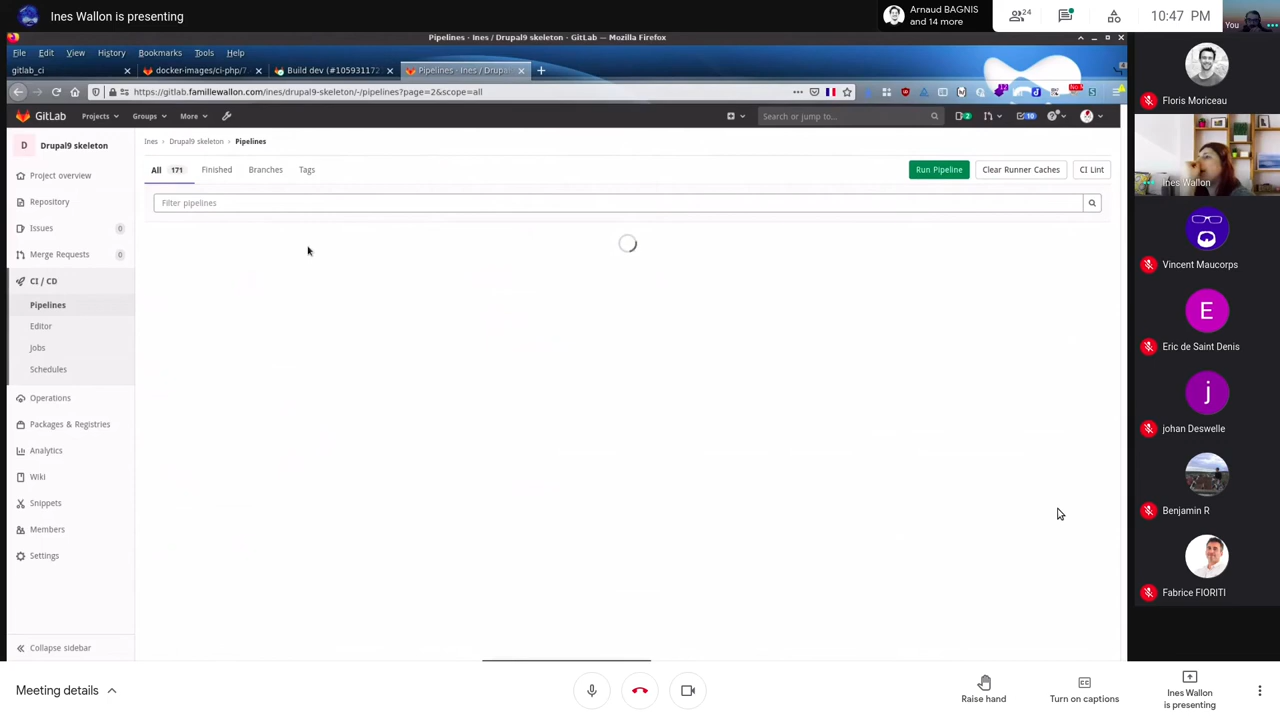 Ines Wallon is presenting
Arnaud BAGNIS
and 14 more
24
10:47 PM
You
Pipelines · Ines / Drupal9 skeleton · GitLab — Mozilla Firefox
File Edit View History Bookmarks Tools Help
gitlab_ci
docker-images/ci-php/7
Build dev (#105931172
Pipelines · Ines / Drupa
https://gitlab.famillewallon.com/ines/drupal9-skeleton/-/pipelines?page=2&scope=all
GitLab Projects Groups More
Search or jump to...
2
10
D Drupal9 skeleton
Project overview
Repository
Issues 0
Merge Requests 0
CI / CD
Pipelines
Editor
Jobs
Schedules
Operations
Packages & Registries
Analytics
Wiki
Snippets
Members
Settings
Collapse sidebar
Ines › Drupal9 skeleton › Pipelines
All 171 Finished Branches Tags
Run Pipeline Clear Runner Caches CI Lint
Filter pipelines
Floris Moriceau
Ines Wallon
Vincent Maucorps
E
Eric de Saint Denis
j
johan Deswelle
Benjamin R
Fabrice FIORITI
Meeting details
Raise hand
Turn on captions
Ines Wallon
is presenting